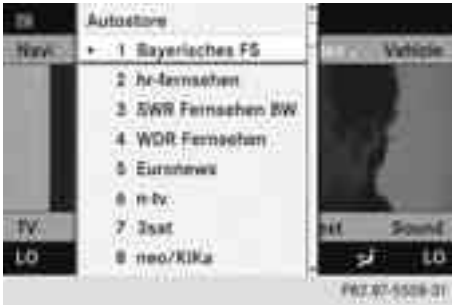 Autostore
Navi
Vehicle
• 1 Bayerisches FS
2 hr-fernsehen
3 SWR Fernsehen BW
4 WDR Fernsehen
5 Euronews
6 n-tv
7 3sat
8 neo/KiKa
TV
Sound
LO
LO
P82.87-5508-31